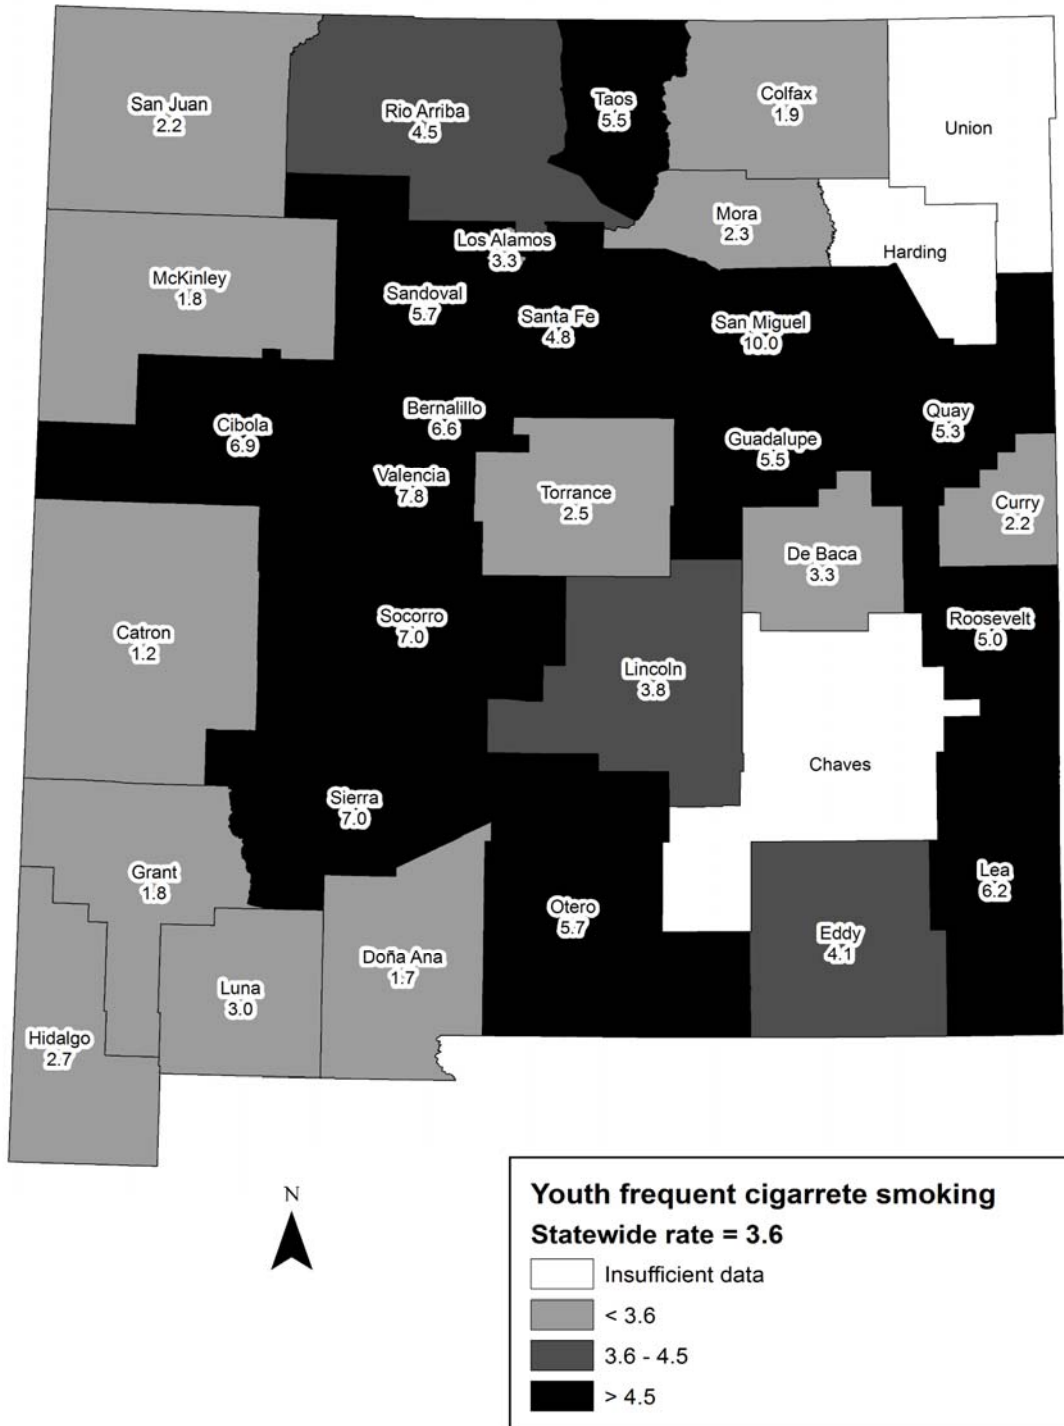 San Juan
2.2
Rio Arriba
4.5
Taos
5.5
Colfax
1.9
Union
Mora
2.3
Harding
Los Alamos
3.3
McKinley
1.8
Sandoval
5.7
Santa Fe
4.8
San Miguel
10.0
Cibola
6.9
Bernalillo
6.6
Guadalupe
5.5
Quay
5.3
Valencia
7.8
Torrance
2.5
Curry
2.2
De Baca
3.3
Catron
1.2
Socorro
7.0
Lincoln
3.8
Roosevelt
5.0
Chaves
Sierra
7.0
Grant
1.8
Otero
5.7
Lea
6.2
Eddy
4.1
Doña Ana
1.7
Luna
3.0
Hidalgo
2.7
N
Youth frequent cigarrete smoking
Statewide rate = 3.6
Insufficient data
< 3.6
3.6 - 4.5
> 4.5